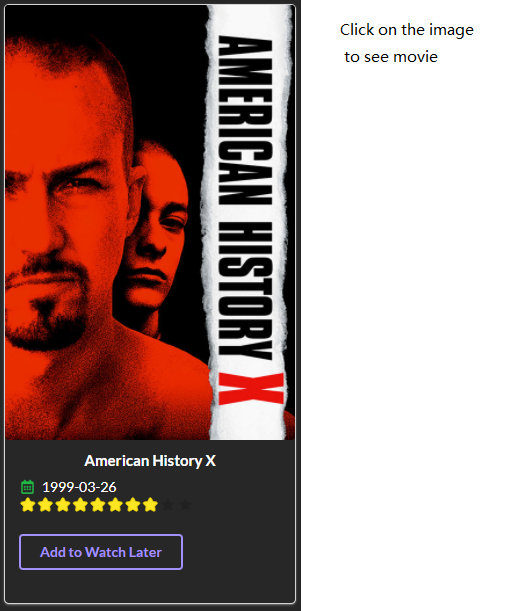 AMERICAN HISTORY X
Click on the image
to see movie
American History X
1999-03-26
Add to Watch Later